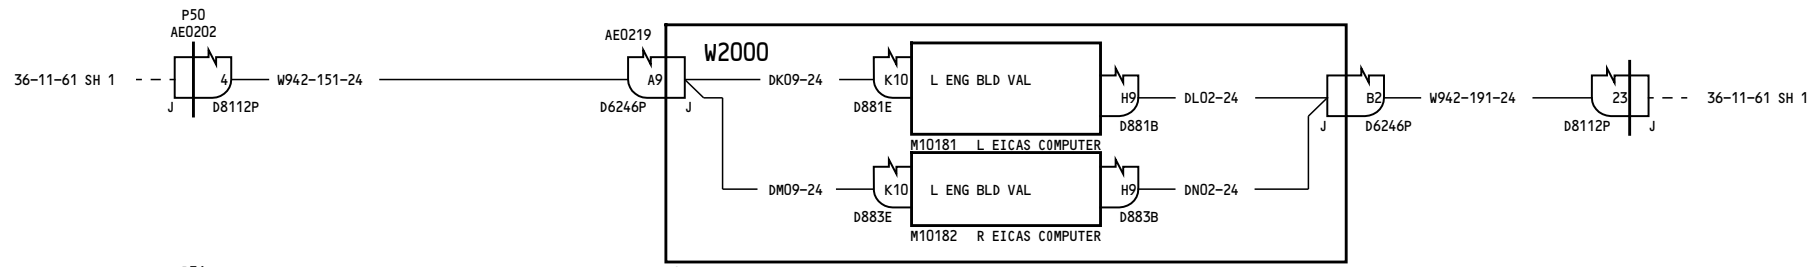 P50
AE0202
AE0219
W2000
36-11-61 SH 1
4
W942-151-24
A9
DK09-24
K10
L ENG BLD VAL
H9
DL02-24
B2
W942-191-24
23
36-11-61 SH 1
J
D8112P
D6246P
J
D881E
D881B
J
D6246P
D8112P
J
M10181
L EICAS COMPUTER
DM09-24
K10
L ENG BLD VAL
H9
DN02-24
D883E
D883B
M10182
R EICAS COMPUTER